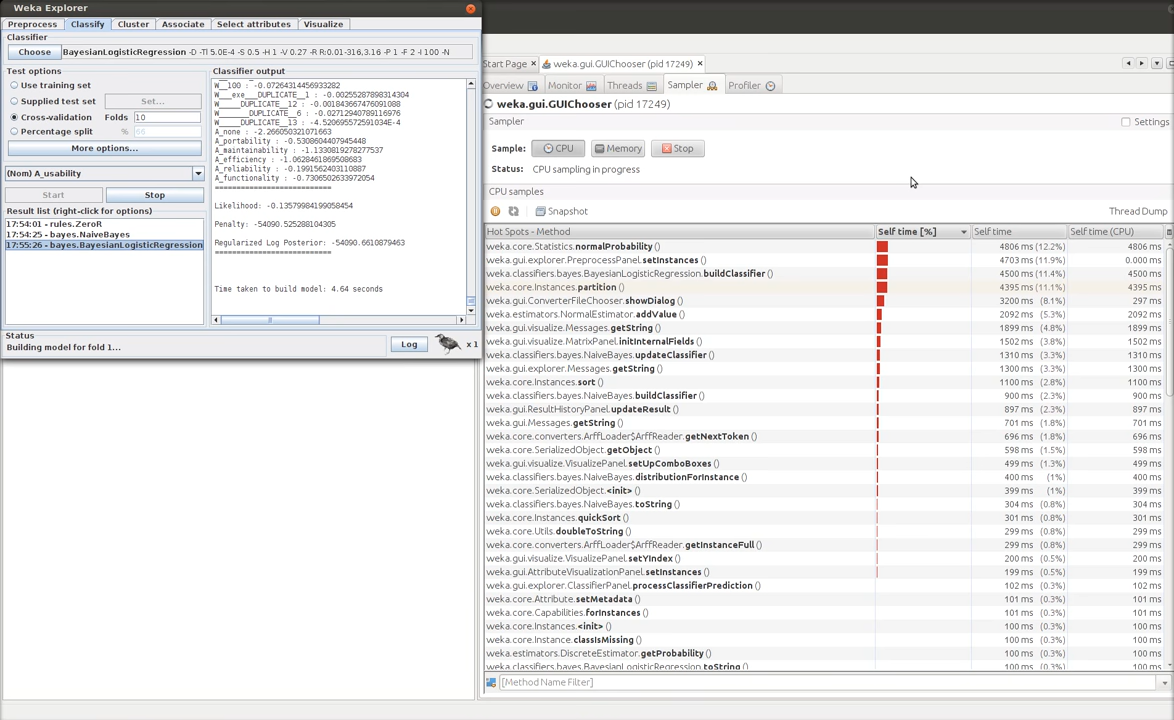 Weka Explorer
Preprocess Classify Cluster Associate Select attributes Visualize
Classifier
Choose BayesianLogisticRegression -D -Tl 5.0E-4 -S 0.5 -H 1 -V 0.27 -R R:0.01-316,3.16 -P 1 -F 2 -I 100 -N
Test options
Use training set
Supplied test set Set...
Cross-validation Folds 10
Percentage split % 66
More options...
(Nom) A_usability
Start Stop
Result list (right-click for options)
17:54:01 - rules.ZeroR
17:54:25 - bayes.NaiveBayes
17:55:26 - bayes.BayesianLogisticRegression
Classifier output
W__100 : -0.07264314456933282
A_none : -2.266050321071663
A_portability : -0.5308604407945448
A_maintainability : -1.1330819278277537
A_efficiency : -1.0628461869508683
A_reliability : -0.1991562403110887
A_functionality : -0.7306502633972054
===========================
Likelihood: -0.13579984199058454
Penalty: -54090.525288104305
Regularized Log Posterior: -54090.6610879463
===========================
Time taken to build model: 4.64 seconds
Status
Building model for fold 1...
Log x 1
Start Page weka.gui.GUIChooser (pid 17249)
Overview Monitor Threads Sampler Profiler
weka.gui.GUIChooser (pid 17249)
Sampler Settings
Sample: CPU Memory Stop
Status: CPU sampling in progress
CPU samples
Snapshot Thread Dump
Hot Spots - Method Self time [%] Self time Self time (CPU)
weka.core.Statistics.normalProbability () 4806 ms (12.2%) 4806 ms
weka.gui.explorer.PreprocessPanel.setInstances () 4703 ms (11.9%) 0.000 ms
weka.classifiers.bayes.BayesianLogisticRegression.buildClassifier () 4500 ms (11.4%) 4500 ms
weka.core.Instances.partition () 4395 ms (11.1%) 4395 ms
weka.gui.ConverterFileChooser.showDialog () 3200 ms (8.1%) 297 ms
weka.estimators.NormalEstimator.addValue () 2092 ms (5.3%) 2092 ms
weka.gui.visualize.Messages.getString () 1899 ms (4.8%) 1899 ms
weka.gui.visualize.MatrixPanel.initInternalFields () 1502 ms (3.8%) 1502 ms
weka.classifiers.bayes.NaiveBayes.updateClassifier () 1310 ms (3.3%) 1310 ms
weka.gui.explorer.Messages.getString () 1300 ms (3.3%) 1300 ms
weka.core.Instances.sort () 1100 ms (2.8%) 1100 ms
weka.classifiers.bayes.NaiveBayes.buildClassifier () 900 ms (2.3%) 900 ms
weka.gui.ResultHistoryPanel.updateResult () 897 ms (2.3%) 897 ms
weka.gui.Messages.getString () 701 ms (1.8%) 701 ms
weka.core.converters.ArffLoader$ArffReader.getNextToken () 696 ms (1.8%) 696 ms
weka.core.SerializedObject.getObject () 598 ms (1.5%) 598 ms
weka.gui.visualize.VisualizePanel.setUpComboBoxes () 499 ms (1.3%) 499 ms
weka.classifiers.bayes.NaiveBayes.distributionForInstance () 400 ms (1%) 400 ms
weka.core.SerializedObject.<init> () 399 ms (1%) 399 ms
weka.classifiers.bayes.NaiveBayes.toString () 304 ms (0.8%) 304 ms
weka.core.Instances.quickSort () 301 ms (0.8%) 301 ms
weka.core.Utils.doubleToString () 299 ms (0.8%) 299 ms
weka.core.converters.ArffLoader$ArffReader.getInstanceFull () 299 ms (0.8%) 299 ms
weka.gui.visualize.VisualizePanel.setYIndex () 200 ms (0.5%) 200 ms
weka.gui.AttributeVisualizationPanel.setInstances () 199 ms (0.5%) 199 ms
weka.gui.explorer.ClassifierPanel.processClassifierPrediction () 102 ms (0.3%) 102 ms
weka.core.Attribute.setMetadata () 101 ms (0.3%) 101 ms
weka.core.Capabilities.forInstances () 101 ms (0.3%) 101 ms
weka.core.Instances.<init> () 100 ms (0.3%) 100 ms
weka.core.Instance.classIsMissing () 100 ms (0.3%) 100 ms
weka.estimators.DiscreteEstimator.getProbability () 100 ms (0.3%) 100 ms
weka.classifiers.bayes.BayesianLogisticRegression.toString () 100 ms (0.3%) 100 ms
[Method Name Filter]